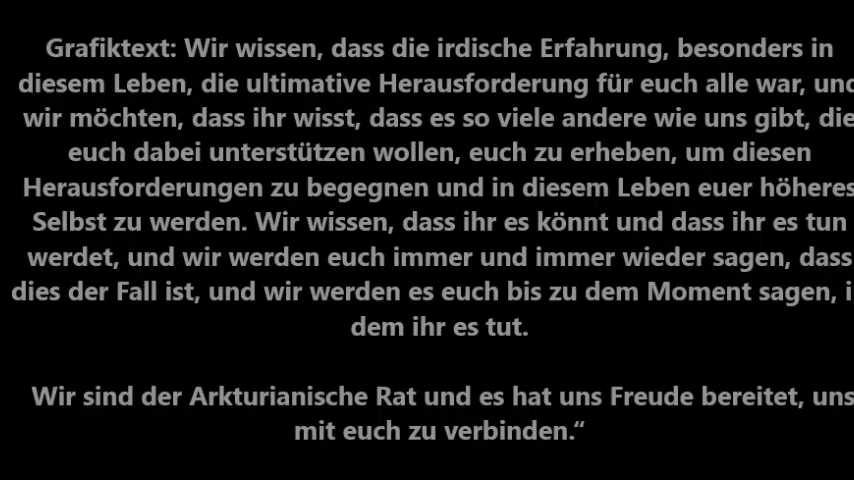 Grafiktext: Wir wissen, dass die irdische Erfahrung, besonders in
diesem Leben, die ultimative Herausforderung für euch alle war, und
wir möchten, dass ihr wisst, dass es so viele andere wie uns gibt, die
euch dabei unterstützen wollen, euch zu erheben, um diesen
Herausforderungen zu begegnen und in diesem Leben euer höheres
Selbst zu werden. Wir wissen, dass ihr es könnt und dass ihr es tun
werdet, und wir werden euch immer und immer wieder sagen, dass
dies der Fall ist, und wir werden es euch bis zu dem Moment sagen, i
dem ihr es tut.
Wir sind der Arkturianische Rat und es hat uns Freude bereitet, uns
mit euch zu verbinden.“